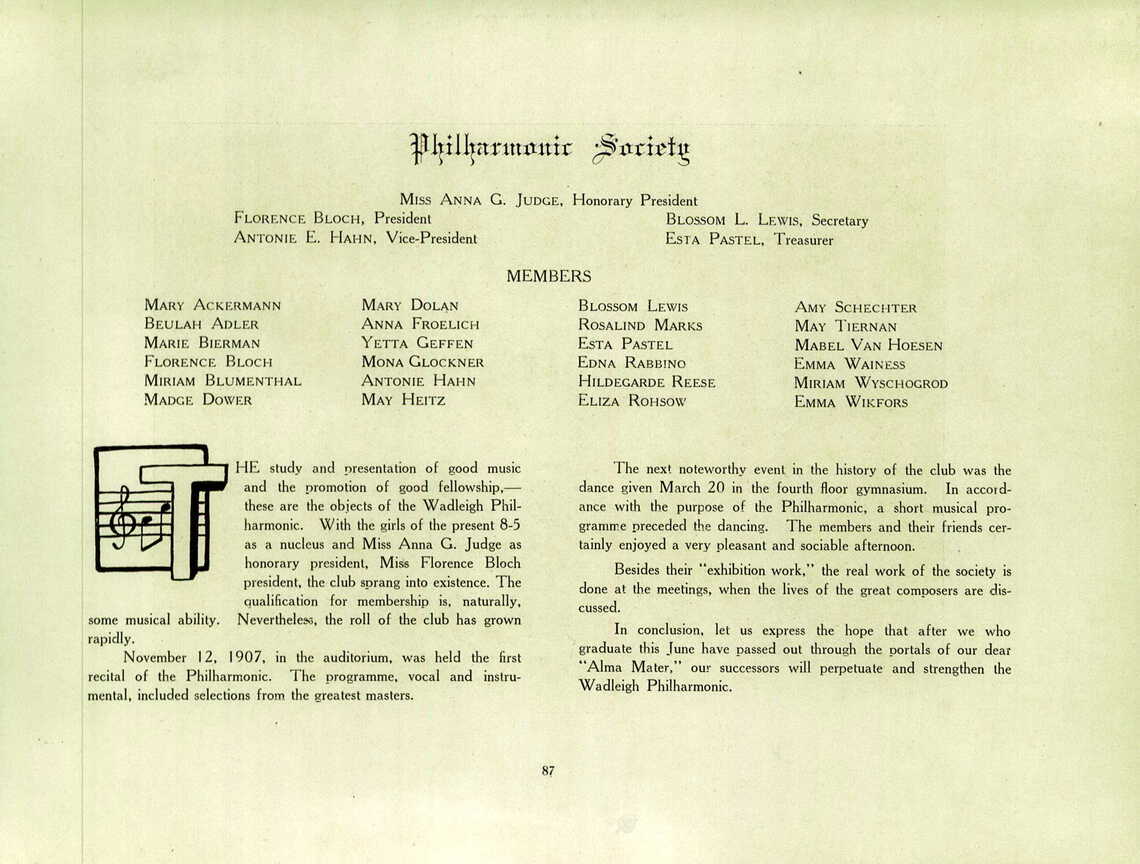 Philharmonic Society
Miss Anna G. Judge, Honorary President
Florence Bloch, President
Antonie E. Hahn, Vice-President
Blossom L. Lewis, Secretary
Esta Pastel, Treasurer
MEMBERS
Mary Ackermann
Beulah Adler
Marie Bierman
Florence Bloch
Miriam Blumenthal
Madge Dower
Mary Dolan
Anna Froelich
Yetta Geffen
Mona Glockner
Antonie Hahn
May Heitz
Blossom Lewis
Rosalind Marks
Esta Pastel
Edna Rabbino
Hildegarde Reese
Eliza Rohsow
Amy Schechter
May Tiernan
Mabel Van Hoesen
Emma Wainess
Miriam Wyschogrod
Emma Wikfors
THE study and presentation of good music
and the promotion of good fellowship,—
these are the objects of the Wadleigh Phil-
harmonic. With the girls of the present 8-5
as a nucleus and Miss Anna G. Judge as
honorary president, Miss Florence Bloch
president, the club sprang into existence. The
qualification for membership is, naturally,
some musical ability. Nevertheless, the roll of the club has grown
rapidly.
November 12, 1907, in the auditorium, was held the first
recital of the Philharmonic. The programme, vocal and instru-
mental, included selections from the greatest masters.
The next noteworthy event in the history of the club was the
dance given March 20 in the fourth floor gymnasium. In accord-
ance with the purpose of the Philharmonic, a short musical pro-
gramme preceded the dancing. The members and their friends cer-
tainly enjoyed a very pleasant and sociable afternoon.
Besides their "exhibition work," the real work of the society is
done at the meetings, when the lives of the great composers are dis-
cussed.
In conclusion, let us express the hope that after we who
graduate this June have passed out through the portals of our dear
"Alma Mater," our successors will perpetuate and strengthen the
Wadleigh Philharmonic.
87